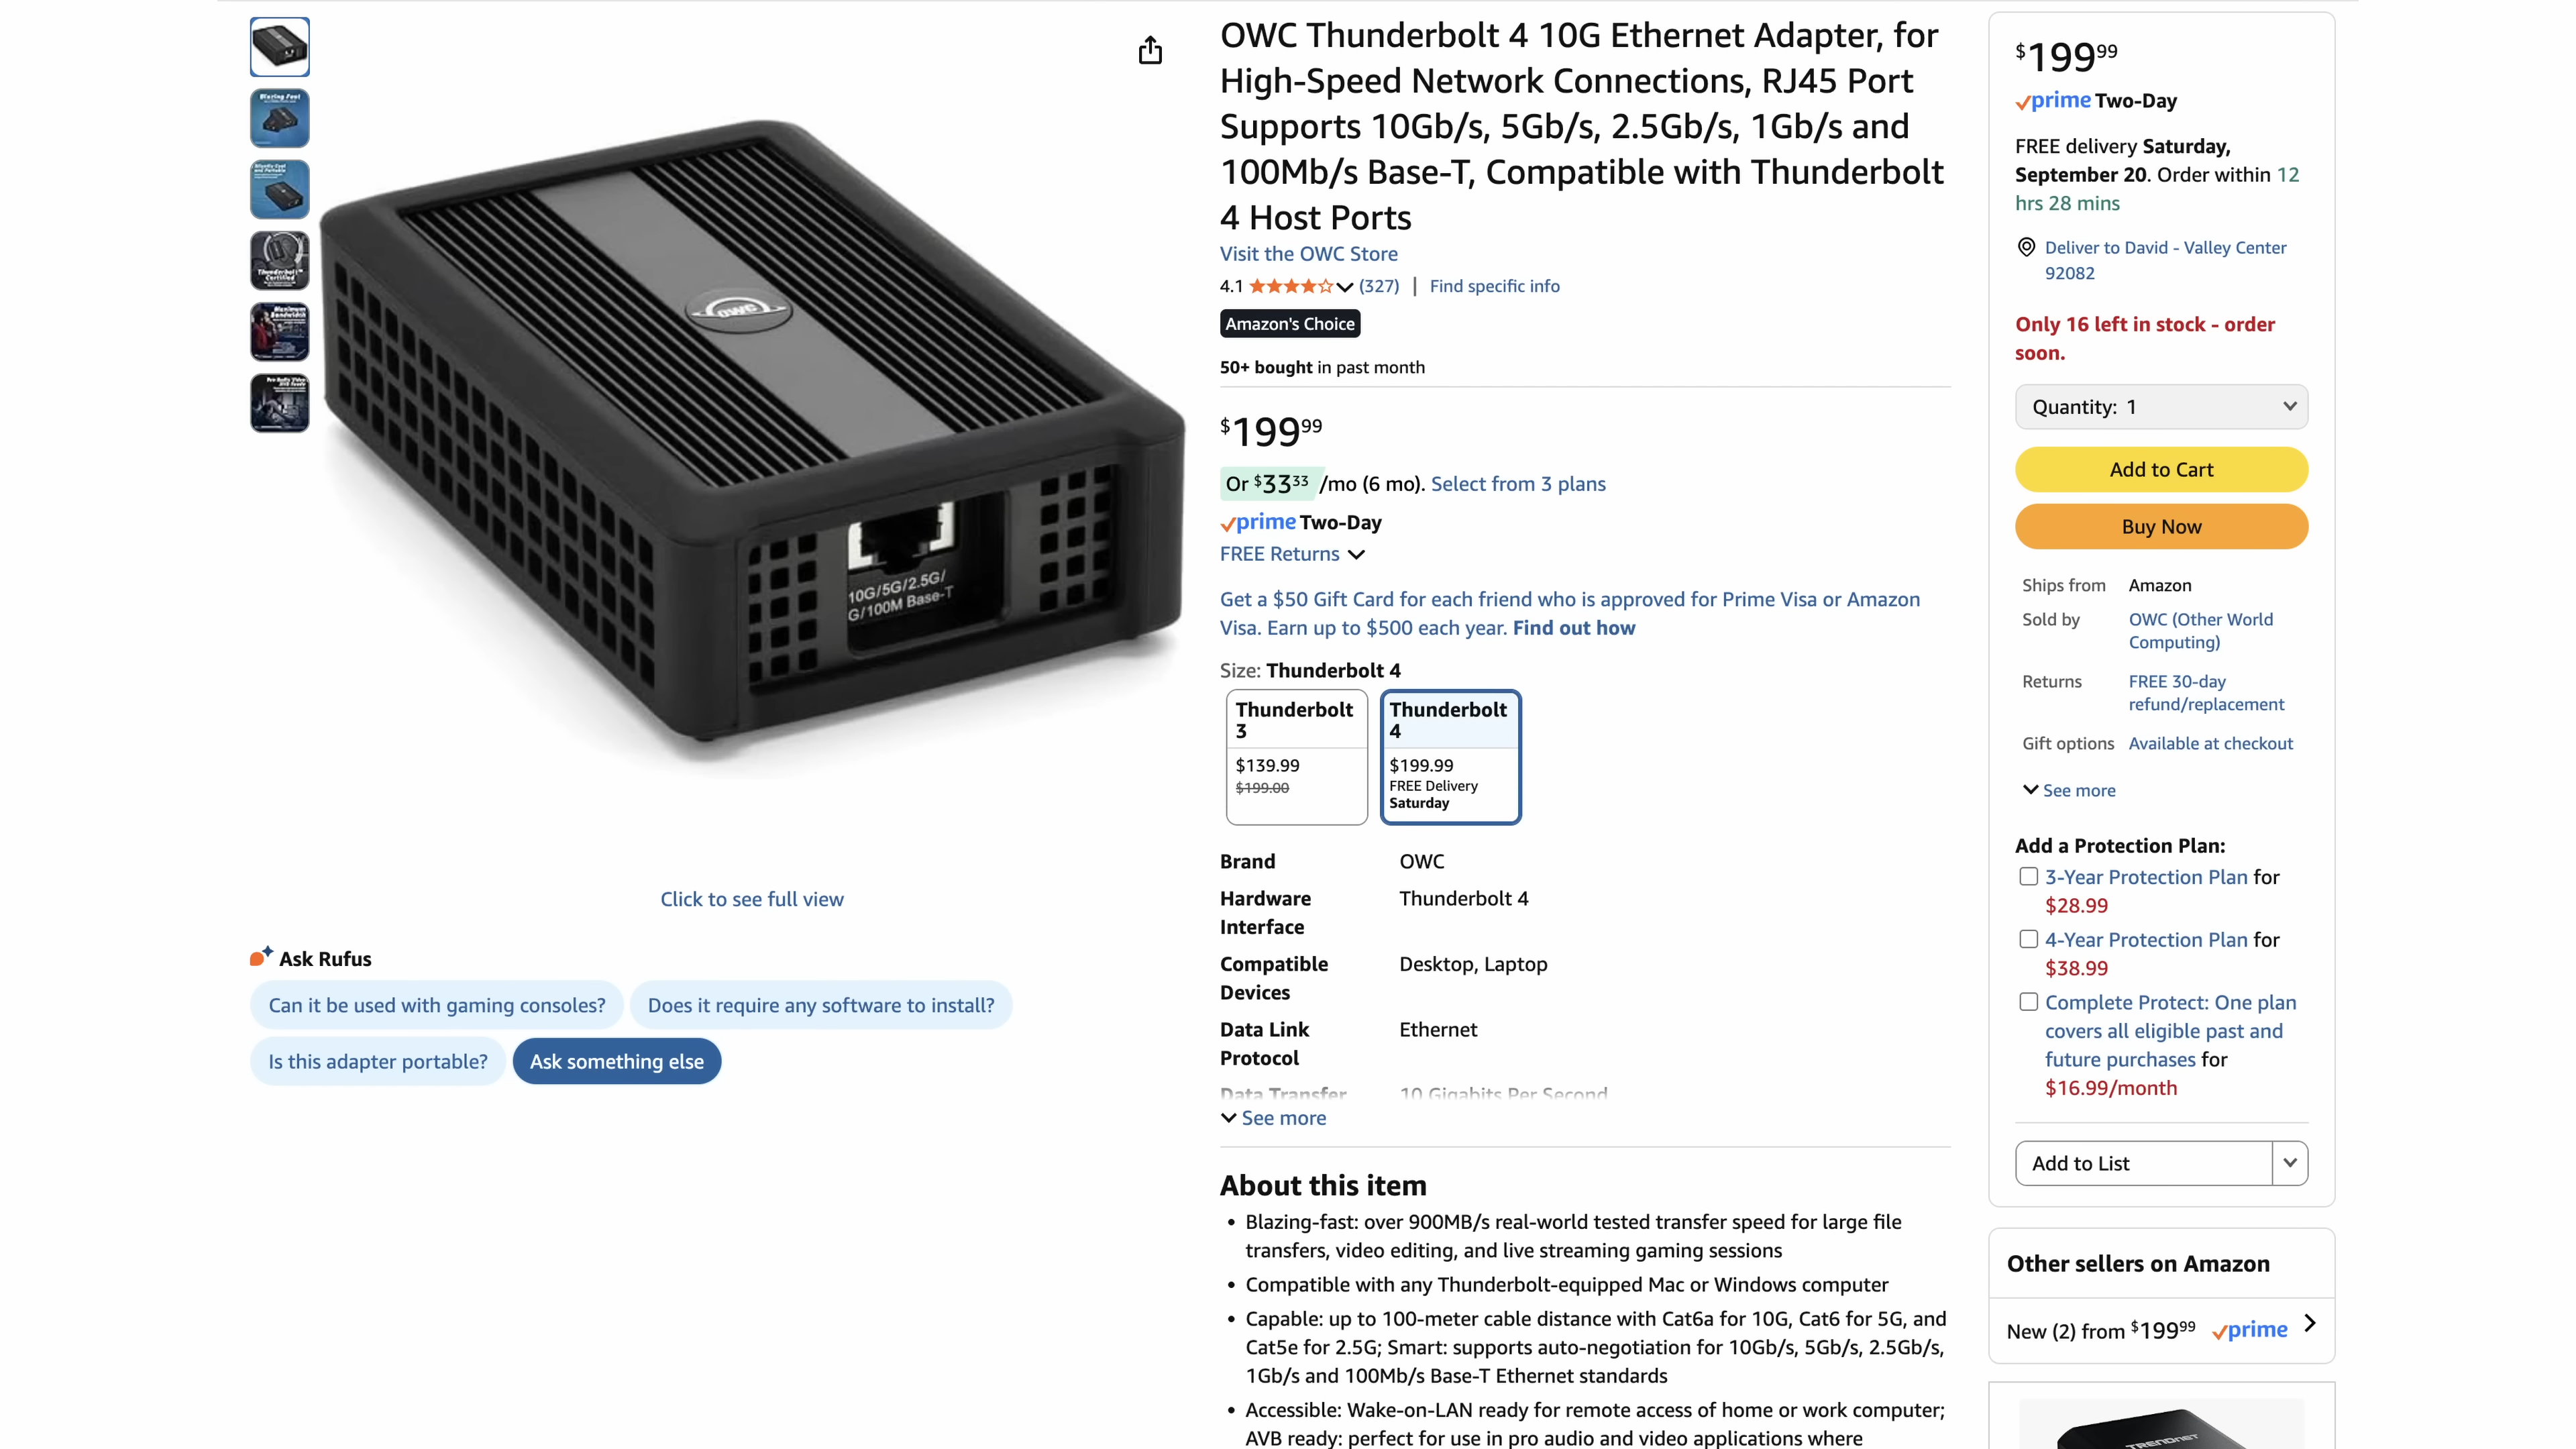 OWC Thunderbolt 4 10G Ethernet Adapter, for
High-Speed Network Connections, RJ45 Port
Supports 10Gb/s, 5Gb/s, 2.5Gb/s, 1Gb/s and
100Mb/s Base-T, Compatible with Thunderbolt
4 Host Ports
Visit the OWC Store
4.1 (327) | Find specific info
Amazon's Choice
50+ bought in past month
$199.99
Or $33.33 /mo (6 mo). Select from 3 plans
prime Two-Day
FREE Returns
Get a $50 Gift Card for each friend who is approved for Prime Visa or Amazon
Visa. Earn up to $500 each year. Find out how
Size: Thunderbolt 4
Thunderbolt
3
$139.99
$199.00
Thunderbolt
4
$199.99
FREE Delivery
Saturday
Brand OWC
Hardware Thunderbolt 4
Interface
Compatible Desktop, Laptop
Devices
Data Link Ethernet
Protocol
Data Transfer 10 Gigabits Per Second
See more
About this item
• Blazing-fast: over 900MB/s real-world tested transfer speed for large file
transfers, video editing, and live streaming gaming sessions
• Compatible with any Thunderbolt-equipped Mac or Windows computer
• Capable: up to 100-meter cable distance with Cat6a for 10G, Cat6 for 5G, and
Cat5e for 2.5G; Smart: supports auto-negotiation for 10Gb/s, 5Gb/s, 2.5Gb/s,
1Gb/s and 100Mb/s Base-T Ethernet standards
• Accessible: Wake-on-LAN ready for remote access of home or work computer;
AVB ready: perfect for use in pro audio and video applications where
OWC
10G/5G/2.5G/
G/100M Base-T
Blazing Fast
Click to see full view
Ask Rufus
Can it be used with gaming consoles?
Does it require any software to install?
Is this adapter portable?
Ask something else
$199.99
prime Two-Day
FREE delivery Saturday,
September 20. Order within 12
hrs 28 mins
Deliver to David - Valley Center
92082
Only 16 left in stock - order
soon.
Quantity: 1
Add to Cart
Buy Now
Ships from Amazon
Sold by OWC (Other World
Computing)
Returns FREE 30-day
refund/replacement
Gift options Available at checkout
See more
Add a Protection Plan:
3-Year Protection Plan for
$28.99
4-Year Protection Plan for
$38.99
Complete Protect: One plan
covers all eligible past and
future purchases for
$16.99/month
Add to List
Other sellers on Amazon
New (2) from $199.99 prime
TRENDNET